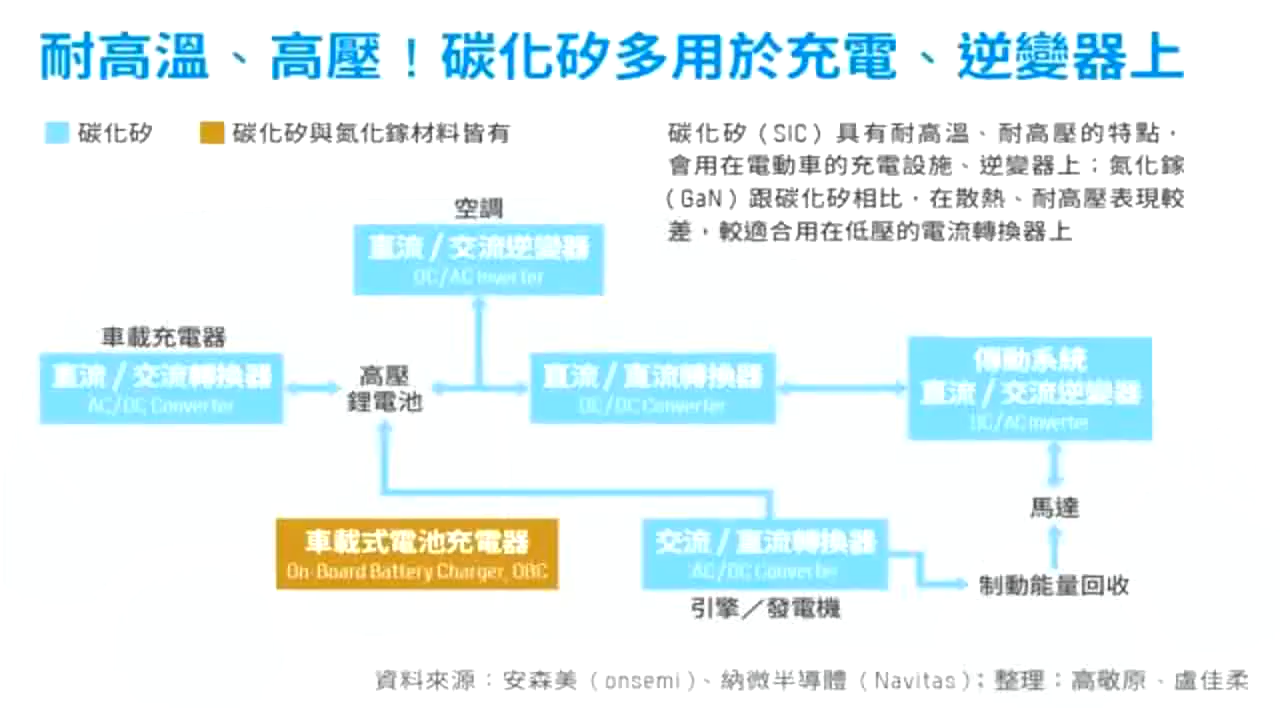 耐高溫、高壓！碳化矽多用於充電、逆變器上
碳化矽
碳化矽與氮化鎵材料皆有
碳化矽（SIC）具有耐高溫、耐高壓的特點，
會用在電動車的充電設施、逆變器上；氮化鎵
（GaN）跟碳化矽相比，在散熱、耐高壓表現較
差，較適合用在低壓的電流轉換器上
空調
直流 / 交流逆變器
DC/AC Inverter
車載充電器
直流 / 交流轉換器
AC/DC Converter
高壓
鋰電池
直流 / 直流轉換器
DC/DC Converter
傳動系統
直流 / 交流逆變器
DC/AC Inverter
馬達
車載式電池充電器
On-Board Battery Charger, OBC
交流 / 直流轉換器
AC/DC Converter
引擎／發電機
制動能量回收
資料來源：安森美（onsemi）、納微半導體（Navitas）；整理：高敬原、盧佳柔